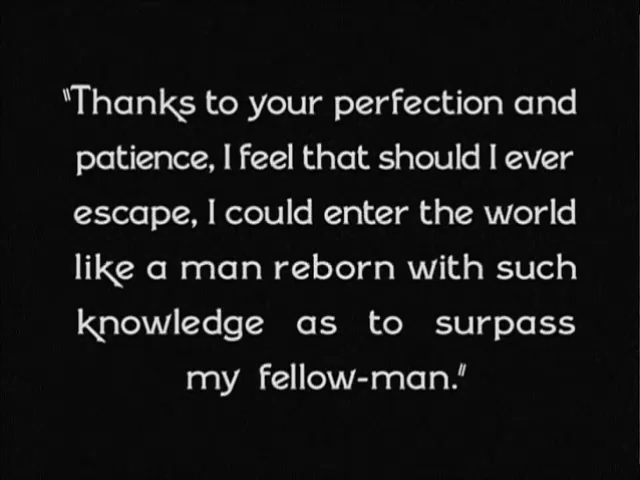 "Thanks to your perfection and
patience, I feel that should I ever
escape, I could enter the world
like a man reborn with such
knowledge as to surpass
my fellow-man."